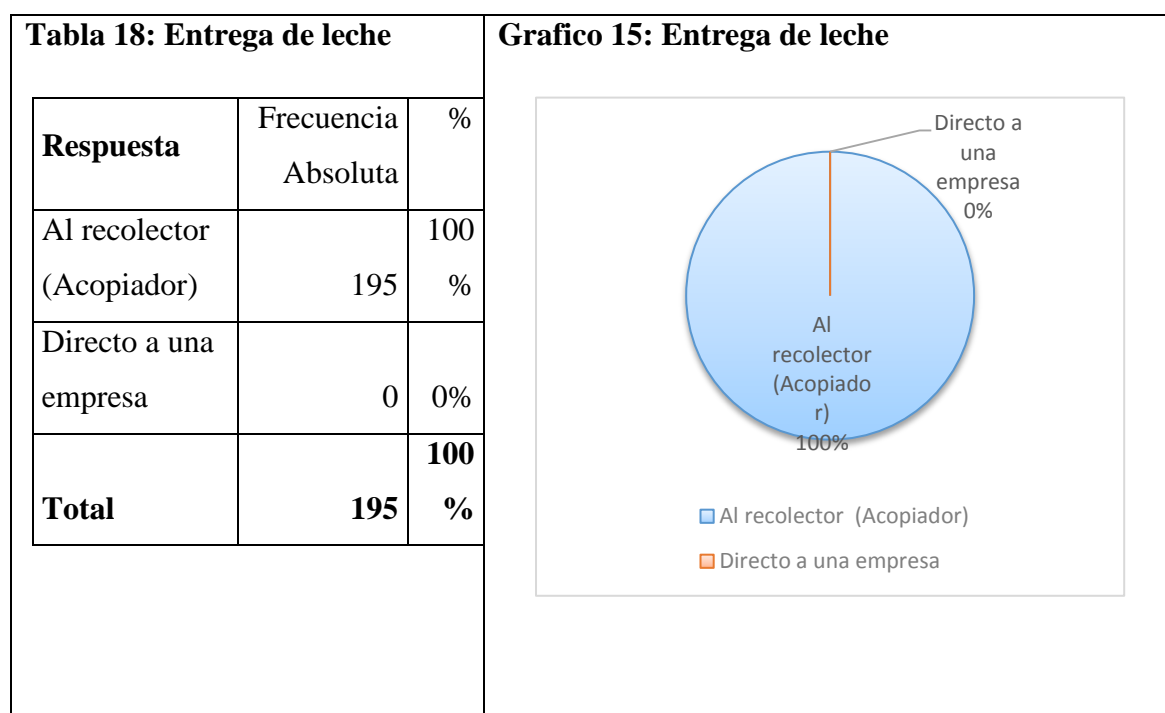 Tabla 18: Entrega de leche
Respuesta
Frecuencia
Absoluta
%
Al recolector
(Acopiador)
195
100
%
Directo a una
empresa
0
0%
Total
195
100
%
Grafico 15: Entrega de leche
Directo a
una
empresa
0%
Al
recolector
(Acopiado
r)
100%
Al recolector (Acopiador)
Directo a una empresa